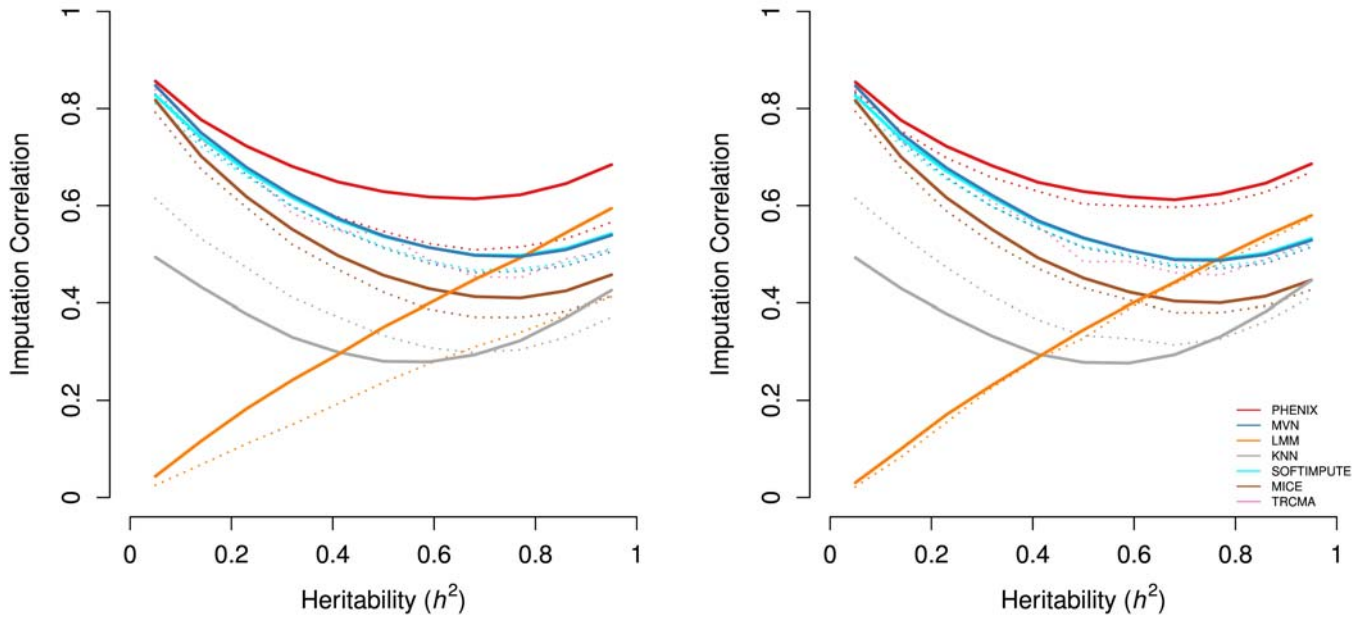 1
0.8
0.6
0.4
0.2
0
Imputation Correlation
0 0.2 0.4 0.6 0.8 1
Heritability (h²)
1
0.8
0.6
0.4
0.2
0
Imputation Correlation
PHENIX
MVN
LMM
KNN
SOFTIMPUTE
MICE
TRCMA
0 0.2 0.4 0.6 0.8 1
Heritability (h²)